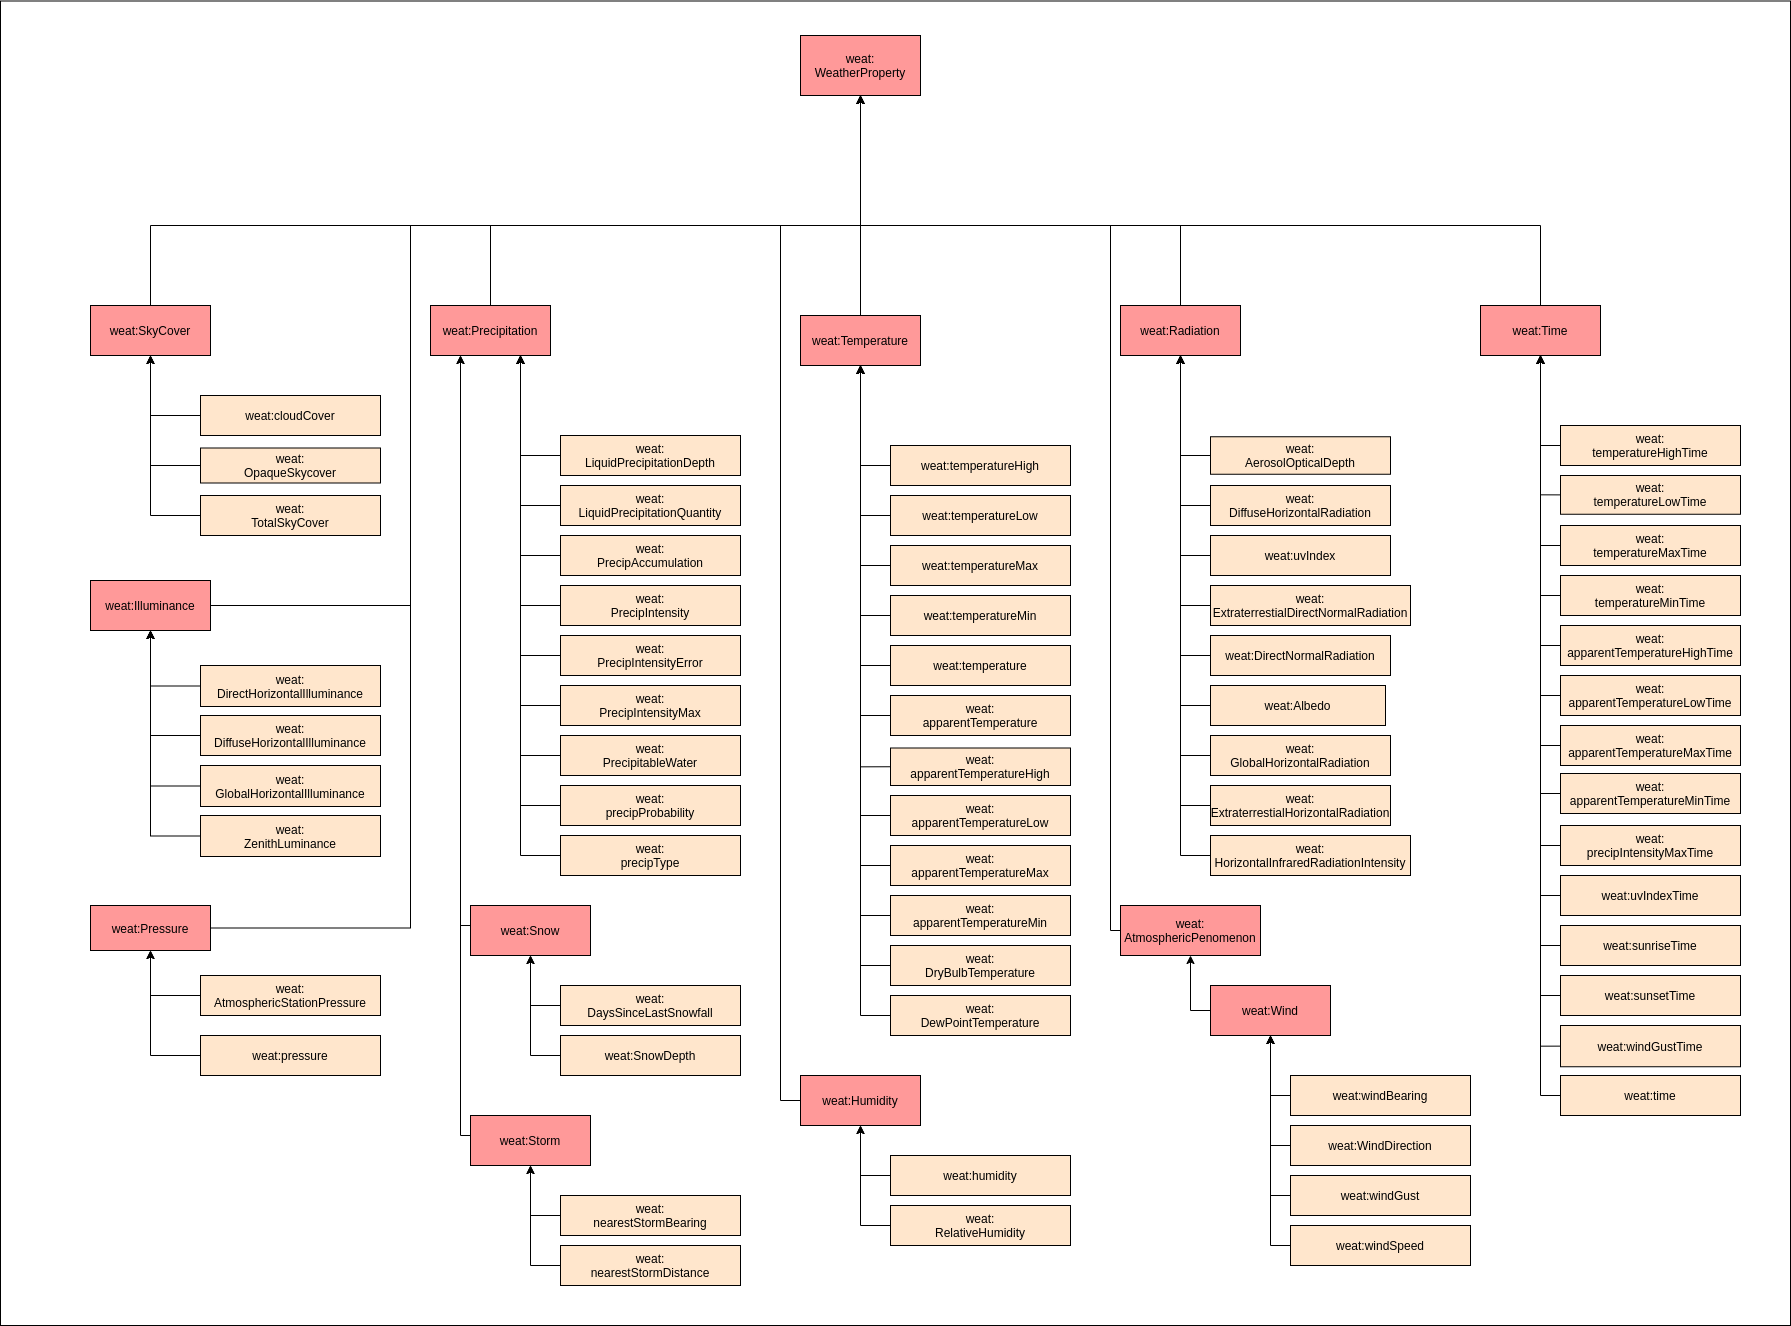 weat:
WeatherProperty
weat:SkyCover
weat:cloudCover
weat:
OpaqueSkycover
weat:
TotalSkyCover
weat:Illuminance
weat:
DirectHorizontalIlluminance
weat:
DiffuseHorizontalIlluminance
weat:
GlobalHorizontalIlluminance
weat:
ZenithLuminance
weat:Pressure
weat:
AtmosphericStationPressure
weat:pressure
weat:Precipitation
weat:
LiquidPrecipitationDepth
weat:
LiquidPrecipitationQuantity
weat:
PrecipAccumulation
weat:
PrecipIntensity
weat:
PrecipIntensityError
weat:
PrecipIntensityMax
weat:
PrecipitableWater
weat:
precipProbability
weat:
precipType
weat:Snow
weat:
DaysSinceLastSnowfall
weat:SnowDepth
weat:Storm
weat:
nearestStormBearing
weat:
nearestStormDistance
weat:Temperature
weat:temperatureHigh
weat:temperatureLow
weat:temperatureMax
weat:temperatureMin
weat:temperature
weat:
apparentTemperature
weat:
apparentTemperatureHigh
weat:
apparentTemperatureLow
weat:
apparentTemperatureMax
weat:
apparentTemperatureMin
weat:
DryBulbTemperature
weat:
DewPointTemperature
weat:Humidity
weat:humidity
weat:
RelativeHumidity
weat:Radiation
weat:
AerosolOpticalDepth
weat:
DiffuseHorizontalRadiation
weat:uvIndex
weat:
ExtraterrestialDirectNormalRadiation
weat:DirectNormalRadiation
weat:Albedo
weat:
GlobalHorizontalRadiation
weat:
ExtraterrestialHorizontalRadiation
weat:
HorizontalInfraredRadiationIntensity
weat:
AtmosphericPenomenon
weat:Wind
weat:windBearing
weat:WindDirection
weat:windGust
weat:windSpeed
weat:Time
weat:
temperatureHighTime
weat:
temperatureLowTime
weat:
temperatureMaxTime
weat:
temperatureMinTime
weat:
apparentTemperatureHighTime
weat:
apparentTemperatureLowTime
weat:
apparentTemperatureMaxTime
weat:
apparentTemperatureMinTime
weat:
precipIntensityMaxTime
weat:uvIndexTime
weat:sunriseTime
weat:sunsetTime
weat:windGustTime
weat:time